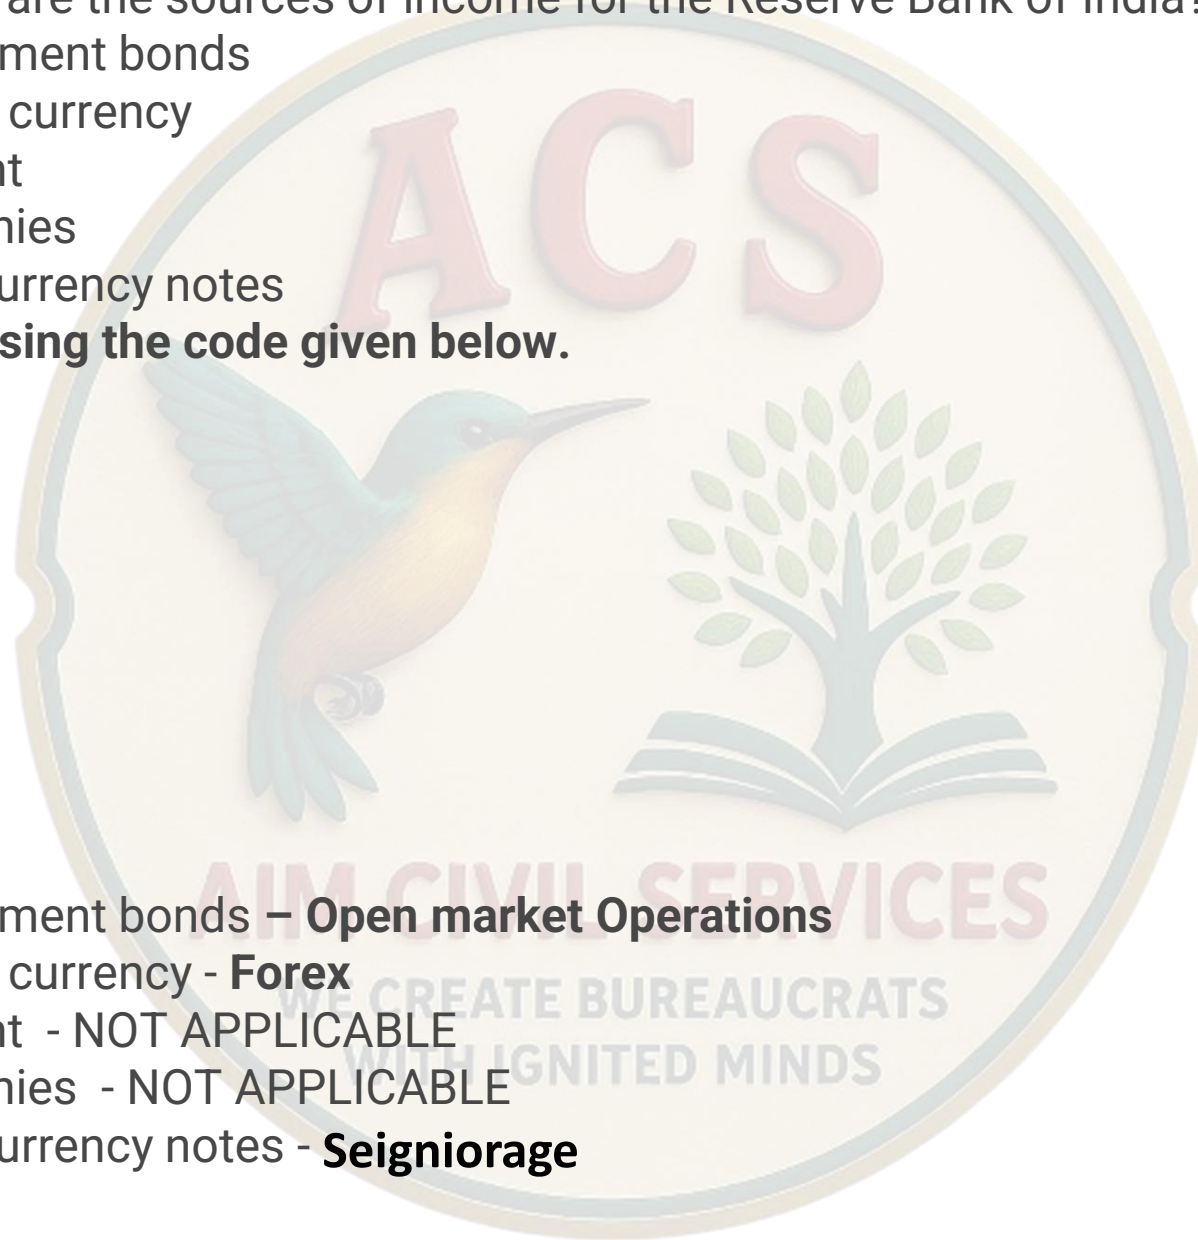 are the sources of income for the Reserve Bank of India?
ment bonds
currency
nt
nies
urrency notes
sing the code given below.
ACS
ment bonds – Open market Operations
currency - Forex
nt - NOT APPLICABLE
nies - NOT APPLICABLE
urrency notes - Seigniorage
AIM CIVIL SERVICES
WE CREATE BUREAUCRATS
WITH IGNITED MINDS